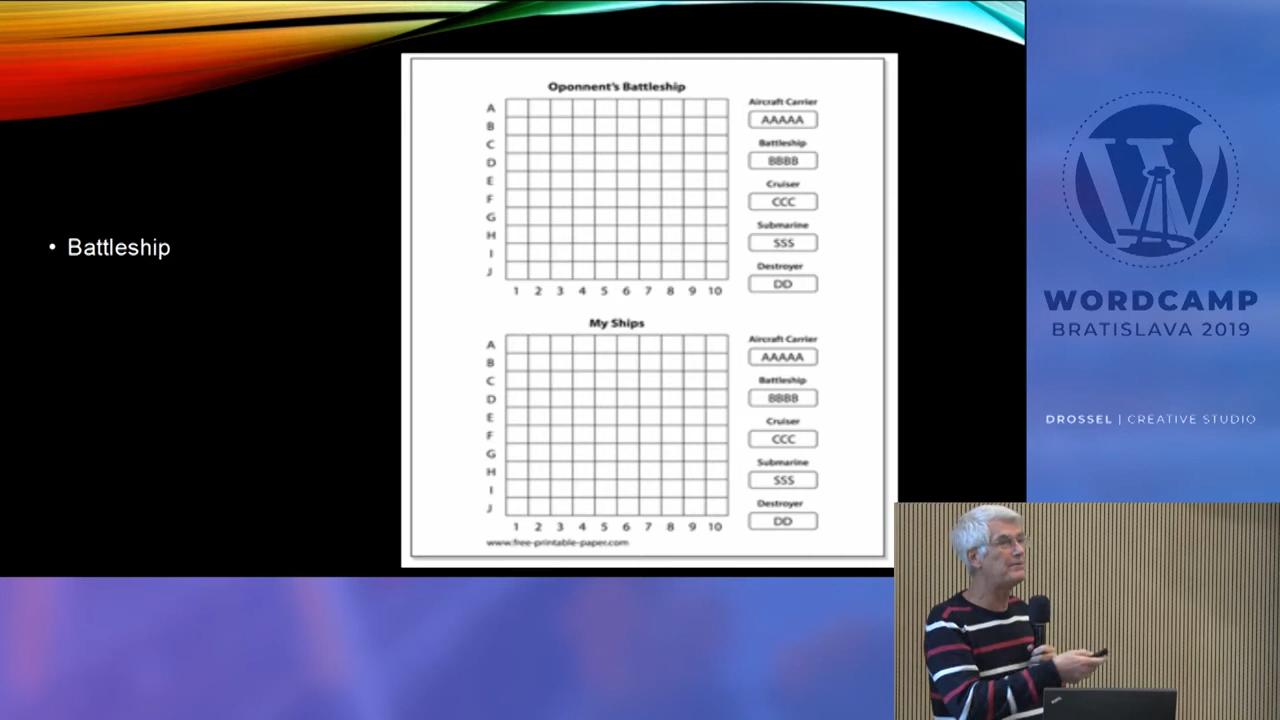 • Battleship
Oponnent's Battleship
A
B
C
D
E
F
G
H
I
J
1 2 3 4 5 6 7 8 9 10
Aircraft Carrier
AAAAA
Battleship
BBBB
Cruiser
CCC
Submarine
SSS
Destroyer
DD
My Ships
A
B
C
D
E
F
G
H
I
J
1 2 3 4 5 6 7 8 9 10
Aircraft Carrier
AAAAA
Battleship
BBBB
Cruiser
CCC
Submarine
SSS
Destroyer
DD
www.free-printable-paper.com
W
WORDCAMP
BRATISLAVA 2019
DROSSEL | CREATIVE STUDIO